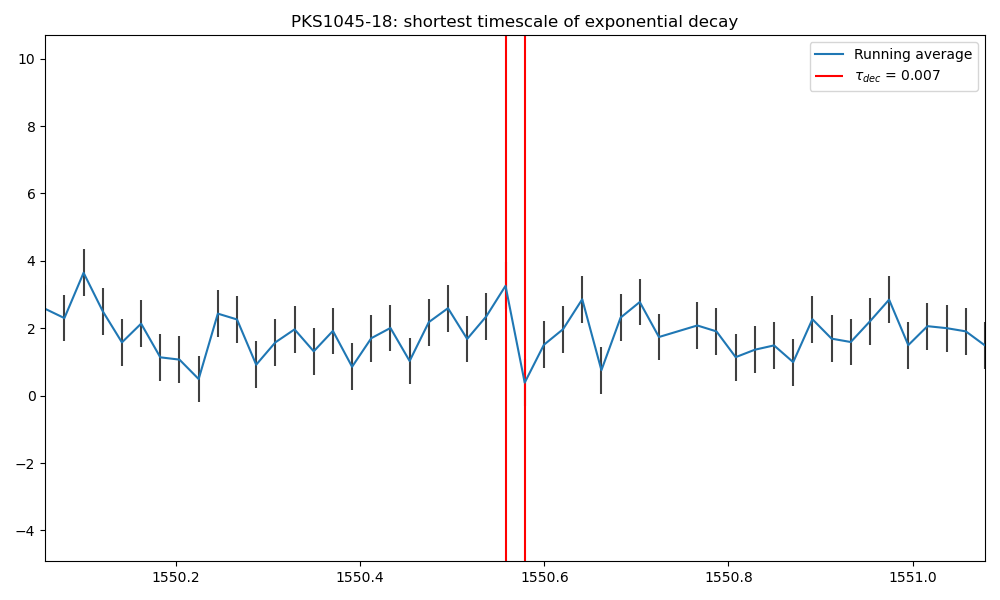 PKS1045-18: shortest timescale of exponential decay
Running average
τ_dec = 0.007
10
8
6
4
2
0
−2
−4
1550.2 1550.4 1550.6 1550.8 1551.0